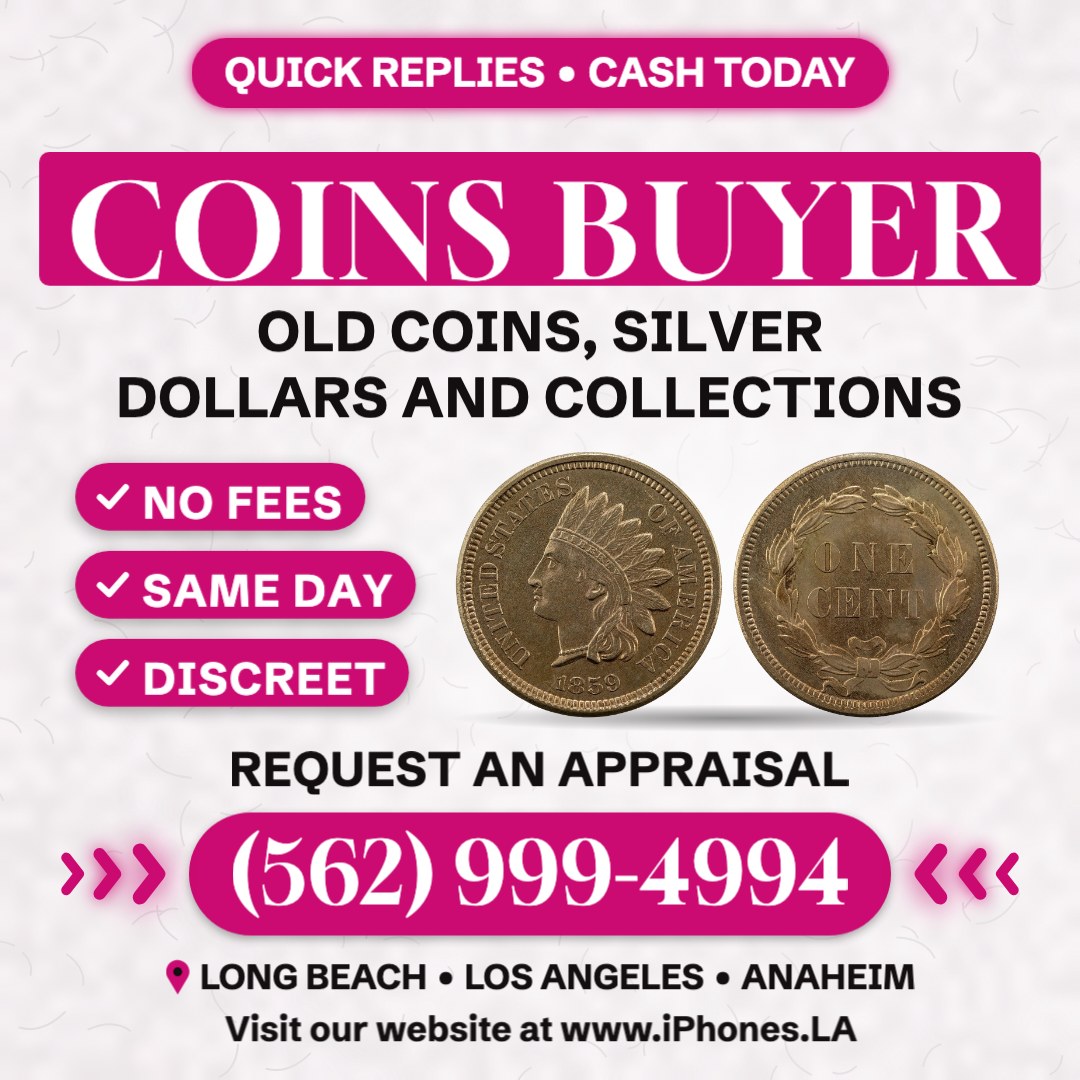 QUICK REPLIES • CASH TODAY
COINS BUYER
OLD COINS, SILVER
DOLLARS AND COLLECTIONS
✓ NO FEES
✓ SAME DAY
✓ DISCREET
UNITED STATES OF AMERICA
1859
ONE
CENT
REQUEST AN APPRAISAL
(562) 999-4994
LONG BEACH • LOS ANGELES • ANAHEIM
Visit our website at www.iPhones.LA